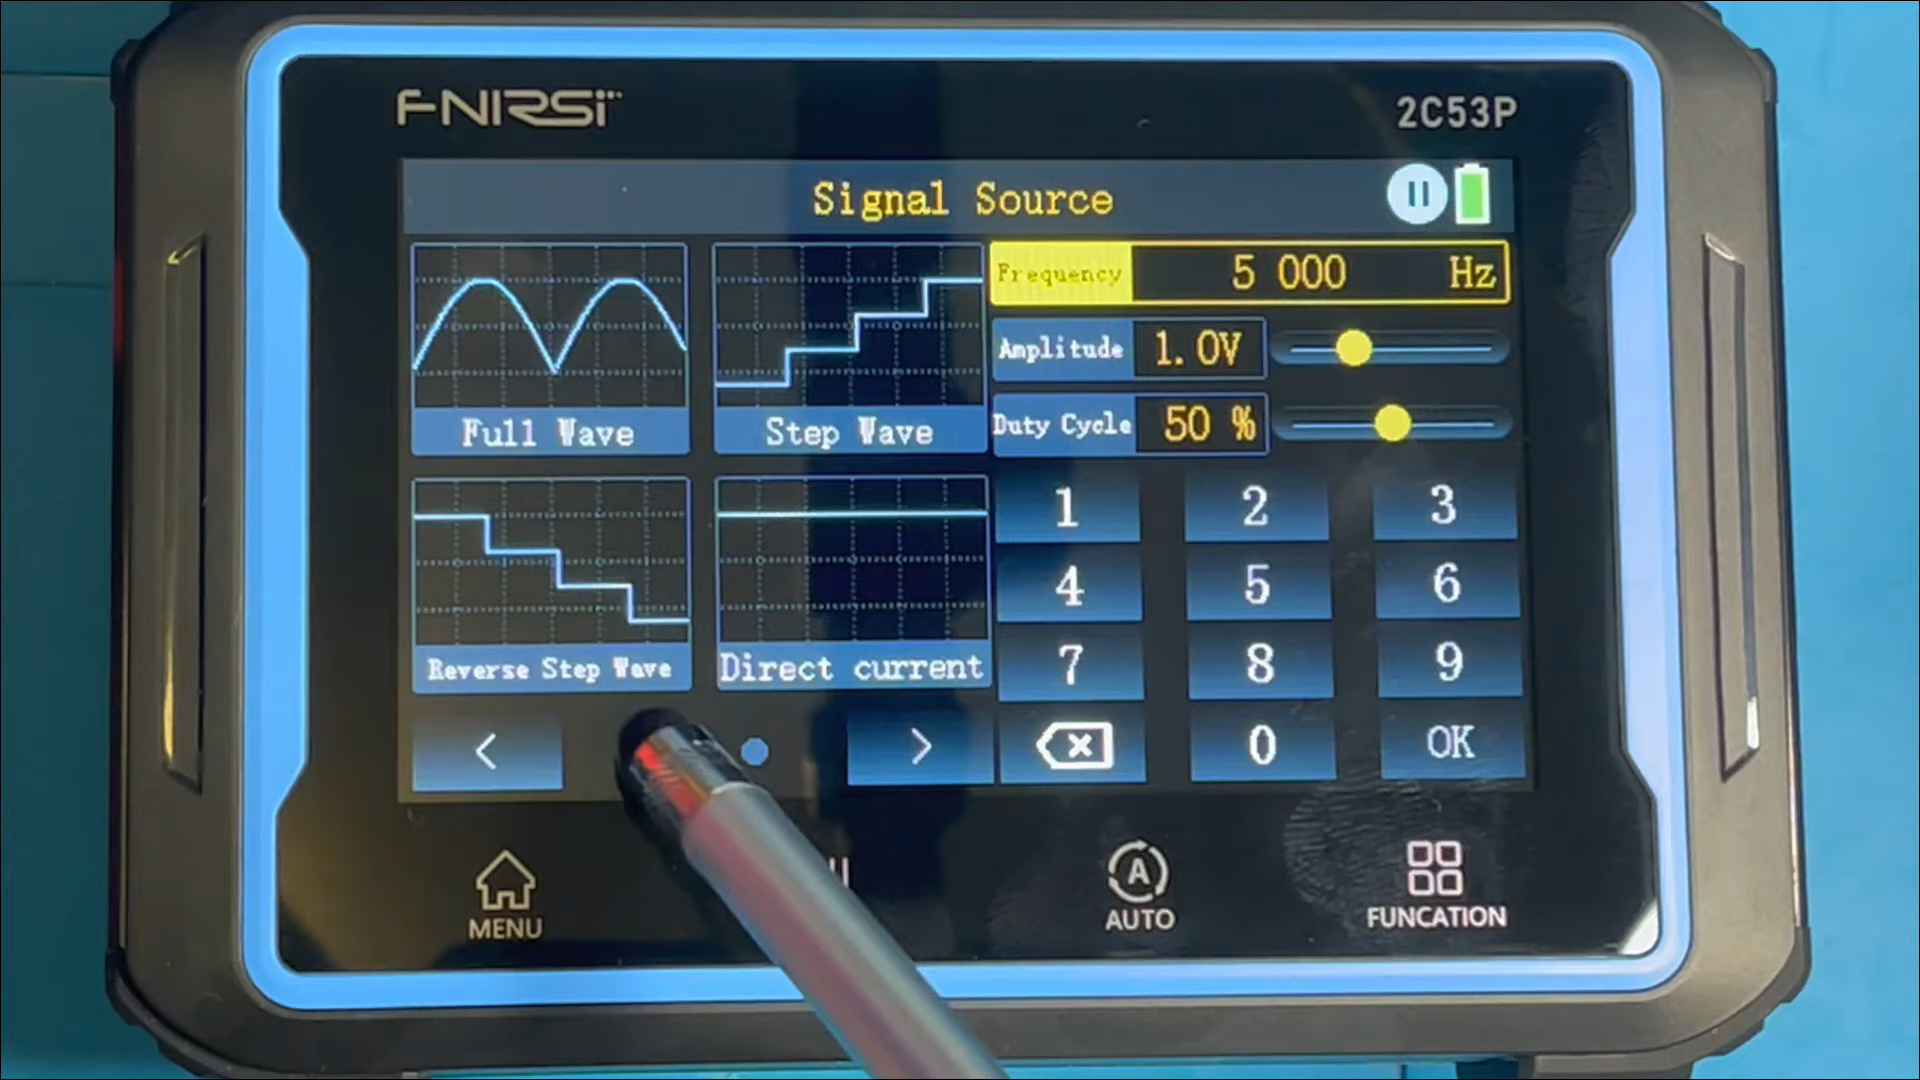 FNIRSI
2C53P
Signal Source
Frequency 5 000 Hz
Amplitude 1.0V
Duty Cycle 50 %
Full Wave
Step Wave
Reverse Step Wave
Direct current
1 2 3
4 5 6
7 8 9
0 OK
< >
MENU
AUTO
FUNCATION